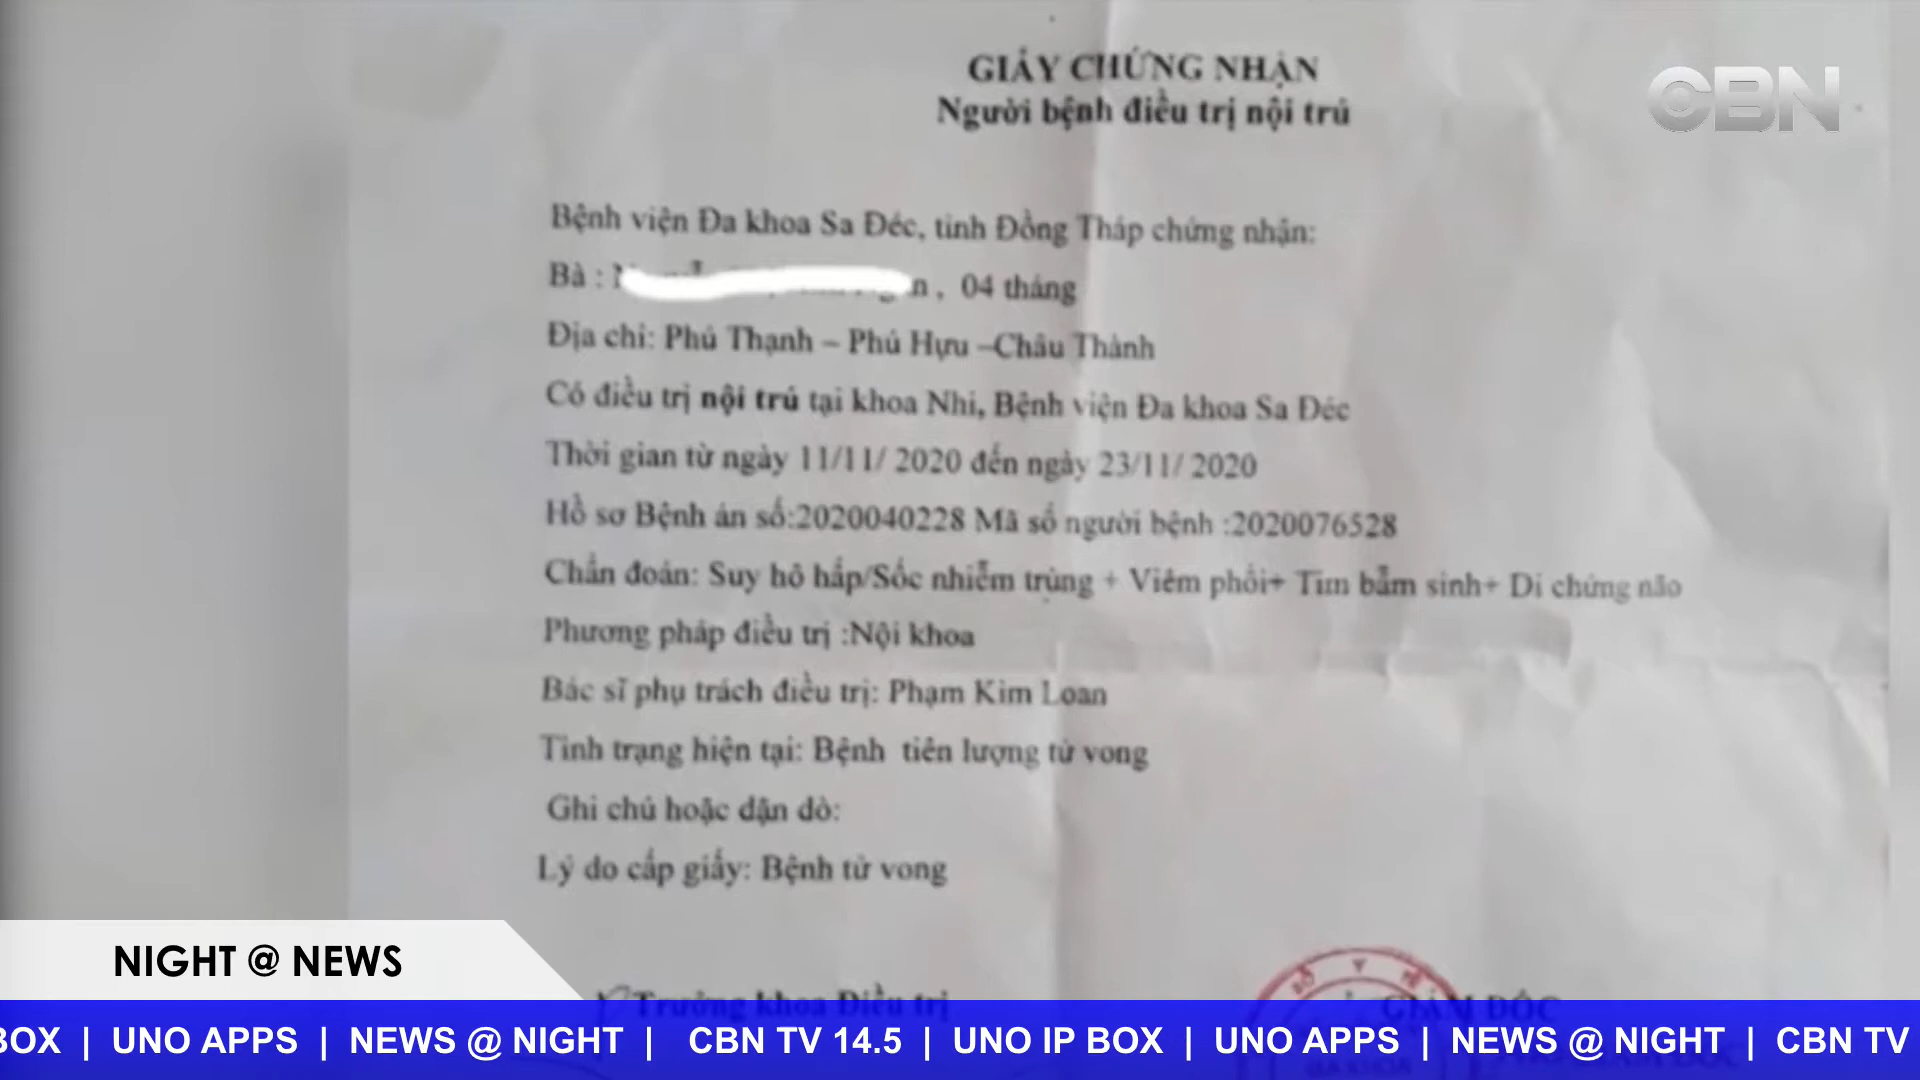 GIẤY CHỨNG NHẬN
Người bệnh điều trị nội trú
CBN
Bệnh viện Đa khoa Sa Đéc, tỉnh Đồng Tháp chứng nhận:
Bà : , 04 tháng
Địa chỉ: Phú Thạnh – Phú Hựu –Châu Thành
Có điều trị nội trú tại khoa Nhi, Bệnh viện Đa khoa Sa Đéc
Thời gian từ ngày 11/11/ 2020 đến ngày 23/11/ 2020
Hồ sơ Bệnh án số:2020040228 Mã số người bệnh :2020076528
Chẩn đoán: Suy hô hấp/Sốc nhiễm trùng + Viêm phổi+ Tim bẩm sinh+ Di chứng não
Phương pháp điều trị :Nội khoa
Bác sĩ phụ trách điều trị: Phạm Kim Loan
Tình trạng hiện tại: Bệnh tiên lượng tử vong
Ghi chú hoặc dặn dò:
Lý do cấp giấy: Bệnh tử vong
Trưởng khoa Điều trị
GIÁM ĐỐC
NIGHT @ NEWS
BOX | UNO APPS | NEWS @ NIGHT | CBN TV 14.5 | UNO IP BOX | UNO APPS | NEWS @ NIGHT | CBN TV